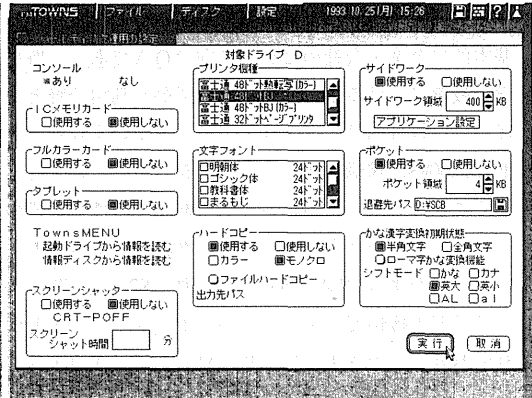 TOWNS ファイル ディスク 設定 1993.10.25(月) 15:26
対象ドライブ D
コンソール
あり なし
ICメモリカード
使用する 使用しない
フルカラーカード
使用する 使用しない
タブレット
使用する 使用しない
TownsMENU
起動ドライブから情報を読む
情報ディスクから情報を読む
スクリーンシャッター
使用する 使用しない
CRT-POFF
スクリーン
シャット時間 分
プリンタ機種
富士通 48ドット熱転写(カラー)
富士通 48ドットBJ
富士通 48ドットBJ(カラー)
富士通 32ドットページプリンタ
文字フォント
明朝体 24ドット
ゴシック体 24ドット
教科書体 24ドット
まるもじ 24ドット
ハードコピー
使用する 使用しない
カラー モノクロ
ファイルハードコピー
出力先パス
サイドワーク
使用する 使用しない
サイドワーク領域 400 KB
アプリケーション設定
ポケット
使用する 使用しない
ポケット領域 4 KB
退避先パス D:¥SCB
かな漢字変換初期状態
半角文字 全角文字
ローマ字かな変換機能
シフトモード かな カナ
英大 英小
AL al
実行 取消